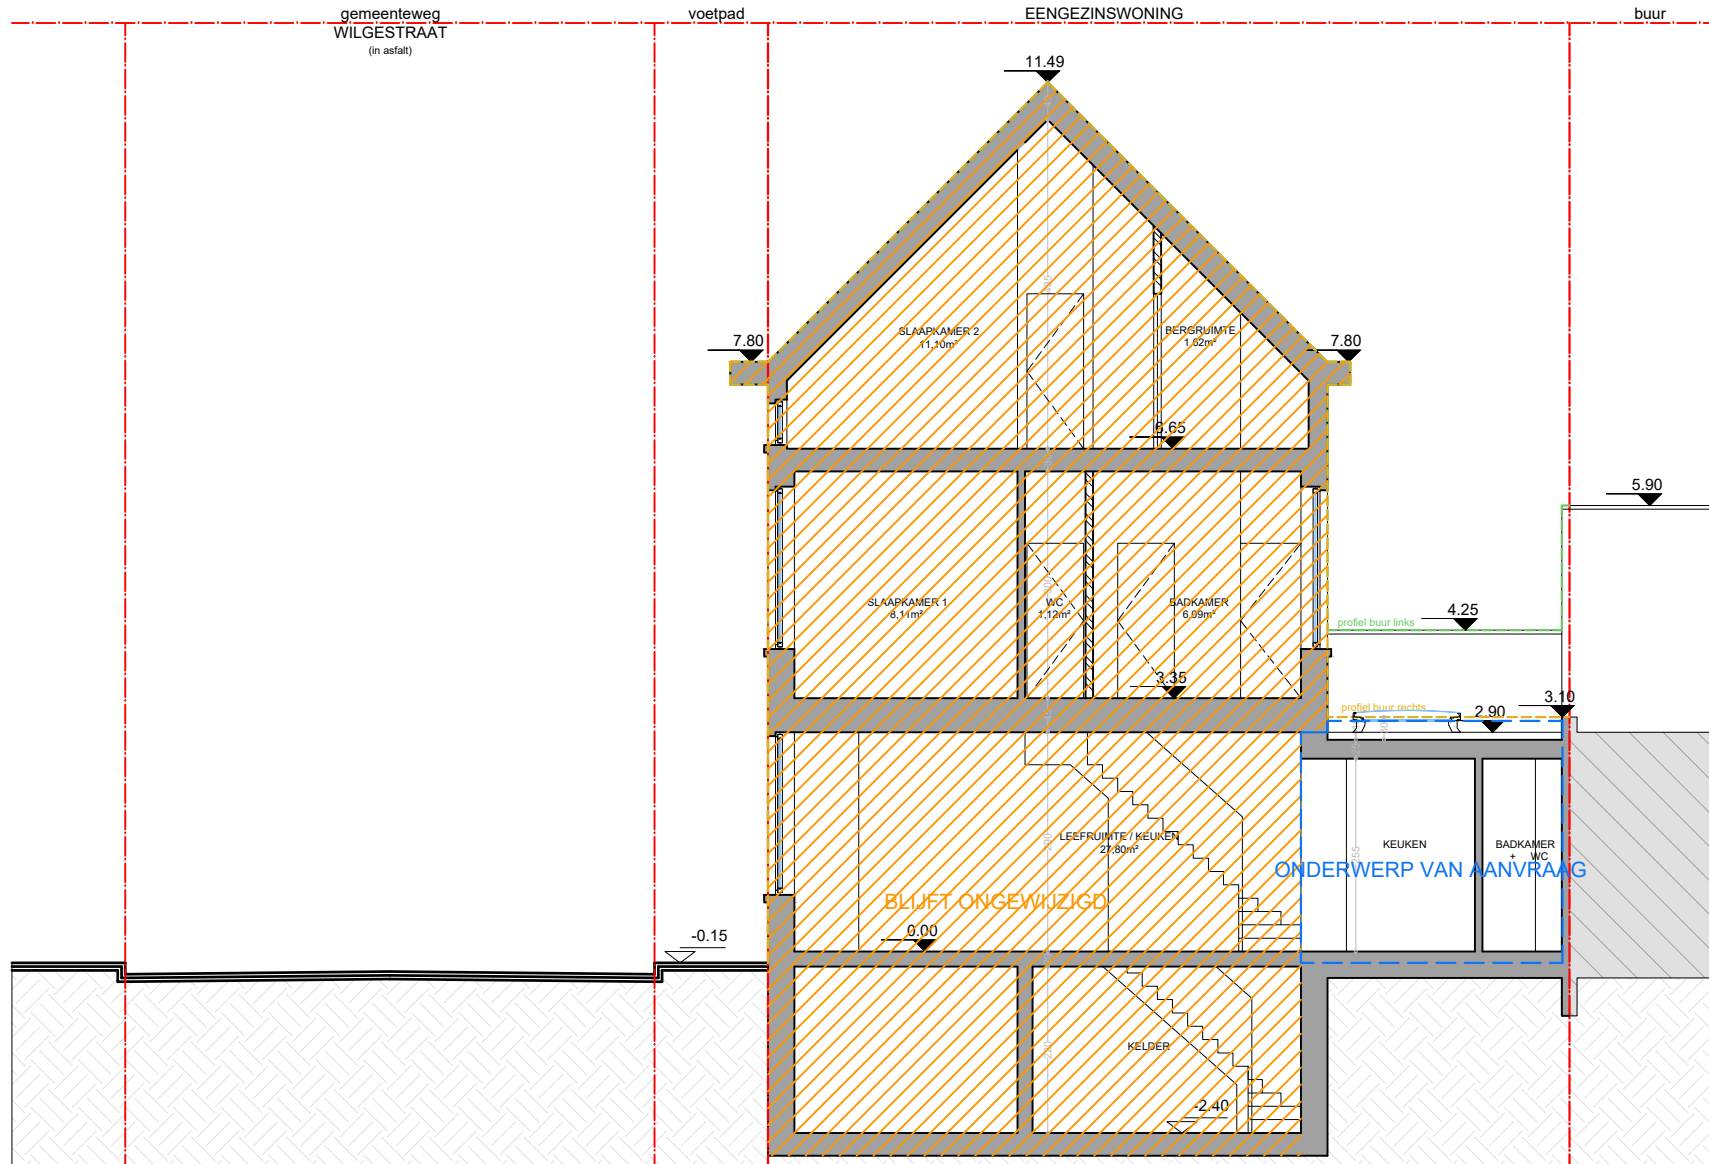 gemeenteweg
WILGESTRAAT
(in asfalt)
voetpad
EENGEZINSWONING
buur
11.49
7.80
7.80
SLAAPKAMER 2
11,10m²
BERGRUIMTE
1,62m²
6.65
5.90
SLAAPKAMER 1
8,11m²
WC
1,12m²
BADKAMER
6,99m²
profiel buur links
4.25
3.35
profiel buur rechts
2.90
3.10
LEEFRUIMTE / KEUKEN
27,80m²
KEUKEN
255
BADKAMER
+ WC
ONDERWERP VAN AANVRAAG
BLIJFT ONGEWIJZIGD
0.00
-0.15
KELDER
-2.40